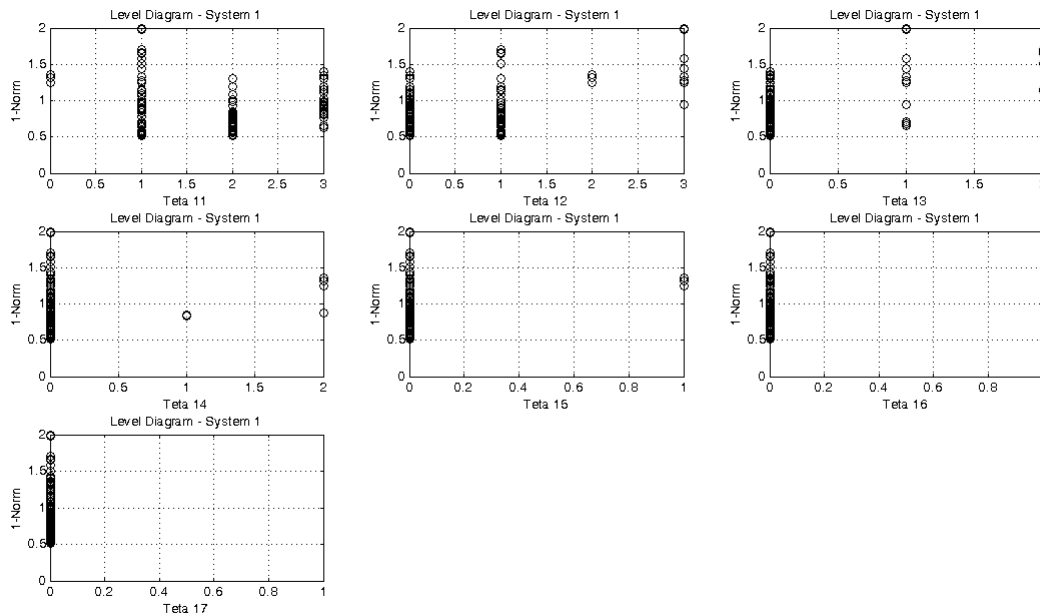 Level Diagram - System 1
Level Diagram - System 1
Level Diagram - System 1
2
1.5
1
0.5
0
1-Norm
0 0.5 1 1.5 2 2.5 3
Teta 11
2
1.5
1
0.5
0
1-Norm
0 0.5 1 1.5 2 2.5 3
Teta 12
2
1.5
1
0.5
0
1-Norm
0 0.5 1 1.5
Teta 13
Level Diagram - System 1
Level Diagram - System 1
Level Diagram - System 1
2
1.5
1
0.5
0
1-Norm
0 0.5 1 1.5 2
Teta 14
2
1.5
1
0.5
0
1-Norm
0 0.2 0.4 0.6 0.8 1
Teta 15
2
1.5
1
0.5
0
1-Norm
0 0.2 0.4 0.6 0.8
Teta 16
Level Diagram - System 1
2
1.5
1
0.5
0
1-Norm
0 0.2 0.4 0.6 0.8 1
Teta 17